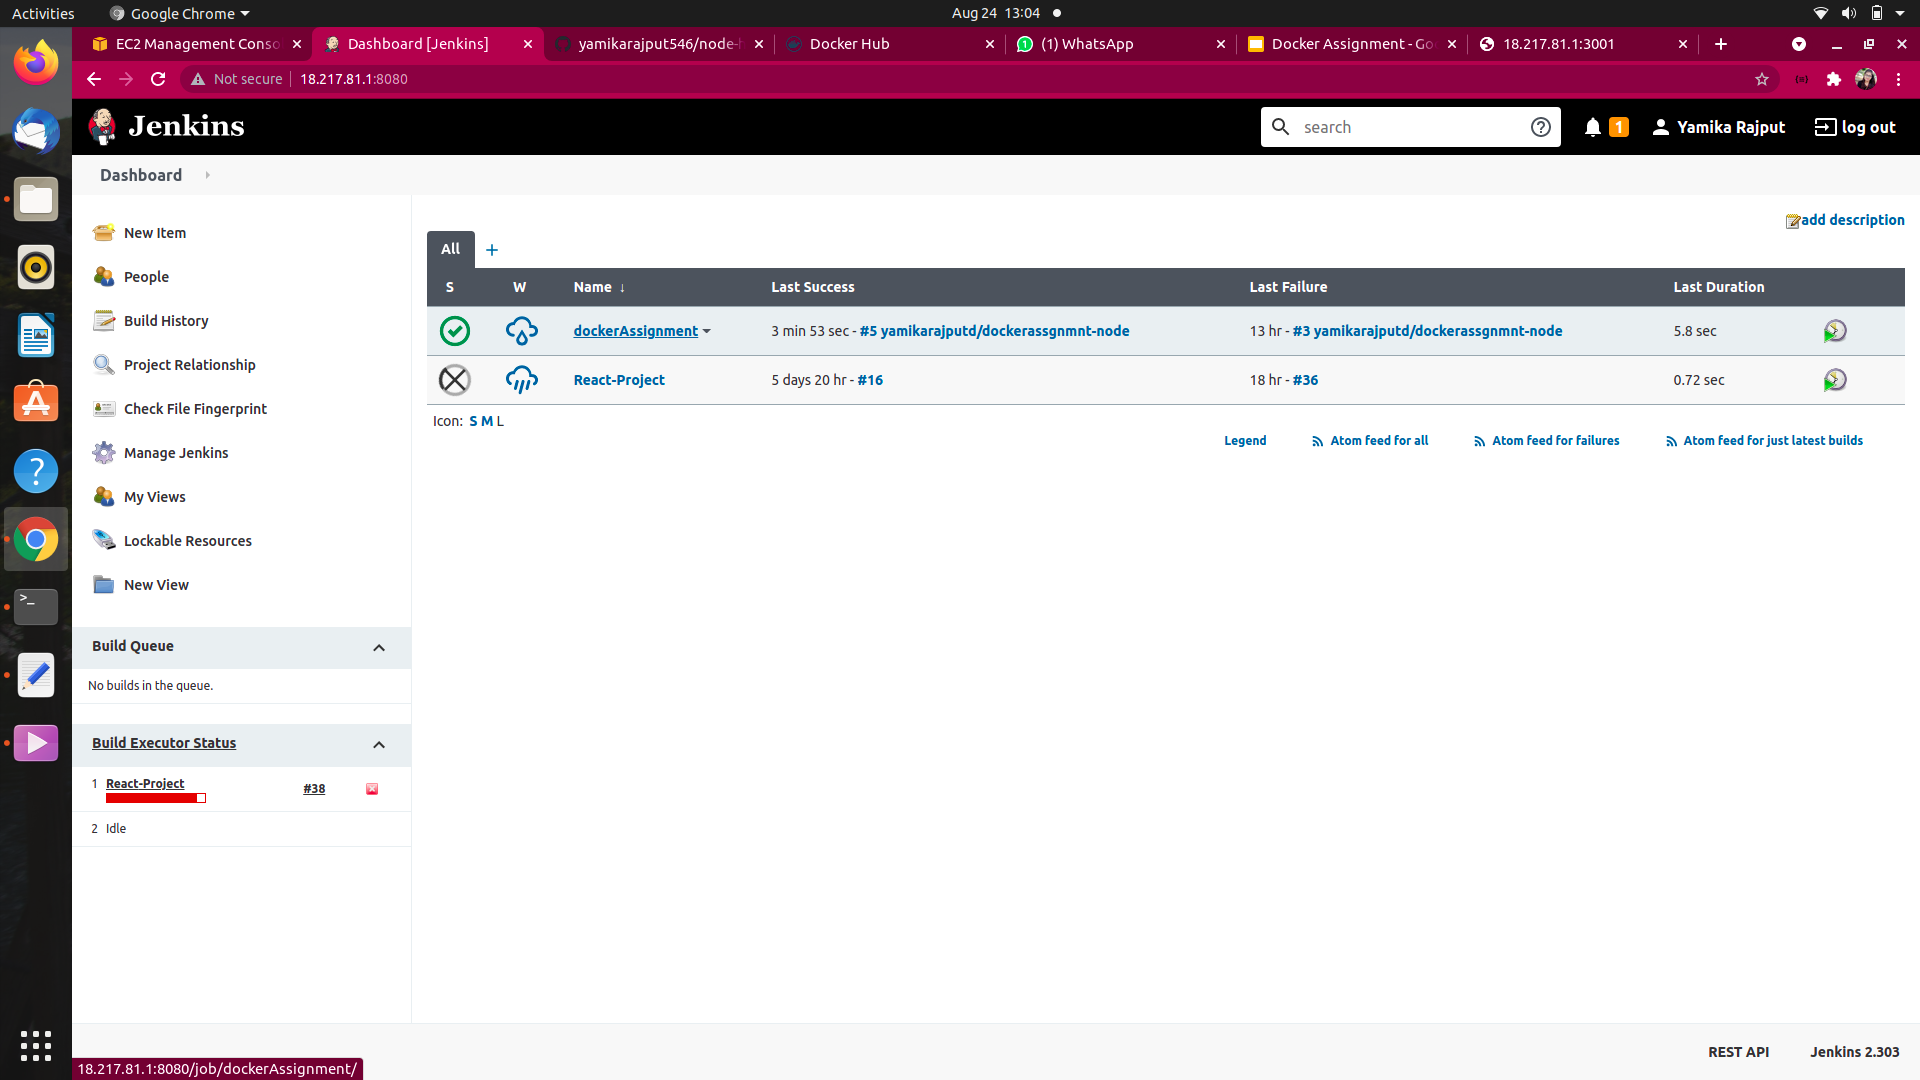 Activities Google Chrome Aug 24 13:04
EC2 Management Conso Dashboard [Jenkins] yamikarajput546/node-h Docker Hub (1) WhatsApp Docker Assignment - Go 18.217.81.1:3001
Not secure 18.217.81.1:8080
Jenkins search 1 Yamika Rajput log out
Dashboard
add description
New Item
People
Build History
Project Relationship
Check File Fingerprint
Manage Jenkins
My Views
Lockable Resources
New View
Build Queue
No builds in the queue.
Build Executor Status
1 React-Project #38
2 Idle
All +
S W Name ↓ Last Success Last Failure Last Duration
dockerAssignment 3 min 53 sec - #5 yamikarajputd/dockerassgnmnt-node 13 hr - #3 yamikarajputd/dockerassgnmnt-node 5.8 sec
React-Project 5 days 20 hr - #16 18 hr - #36 0.72 sec
Icon: S M L
Legend Atom feed for all Atom feed for failures Atom feed for just latest builds
REST API Jenkins 2.303
18.217.81.1:8080/job/dockerAssignment/